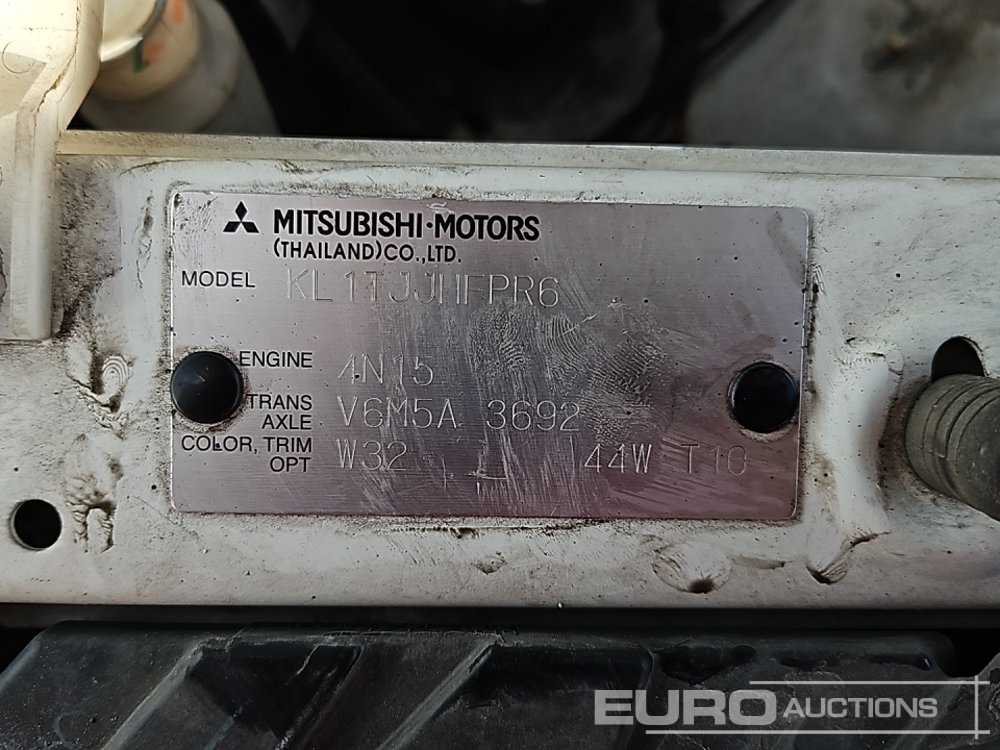 MITSUBISHI·MOTORS
(THAILAND)CO.,LTD.
MODEL KL1TJJHFPR6
ENGINE 4N15
TRANS AXLE V6M5A 3692
COLOR, TRIM OPT W32 44W T10
EURO AUCTIONS